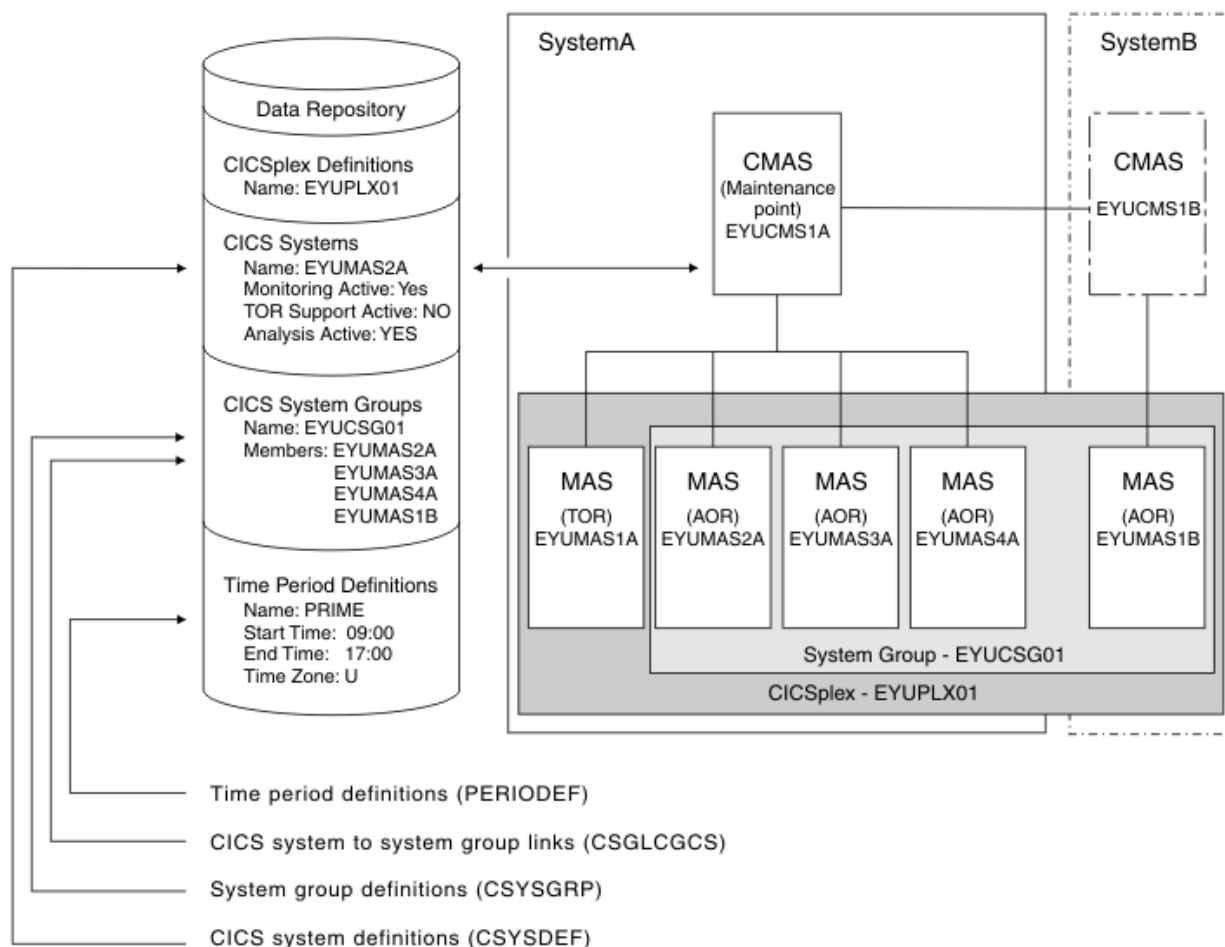 Data Repository
CICSplex Definitions
Name: EYUPLX01
CICS Systems
Name: EYUMAS2A
Monitoring Active: Yes
TOR Support Active: NO
Analysis Active: YES
CICS System Groups
Name: EYUCSG01
Members: EYUMAS2A
EYUMAS3A
EYUMAS4A
EYUMAS1B
Time Period Definitions
Name: PRIME
Start Time: 09:00
End Time: 17:00
Time Zone: U
SystemA
CMAS
(Maintenance
point)
EYUCMS1A
SystemB
CMAS
EYUCMS1B
MAS
(TOR)
EYUMAS1A
MAS
(AOR)
EYUMAS2A
MAS
(AOR)
EYUMAS3A
MAS
(AOR)
EYUMAS4A
MAS
(AOR)
EYUMAS1B
System Group - EYUCSG01
CICSplex - EYUPLX01
Time period definitions (PERIODEF)
CICS system to system group links (CSGLCGCS)
System group definitions (CSYSGRP)
CICS system definitions (CSYSDEF)